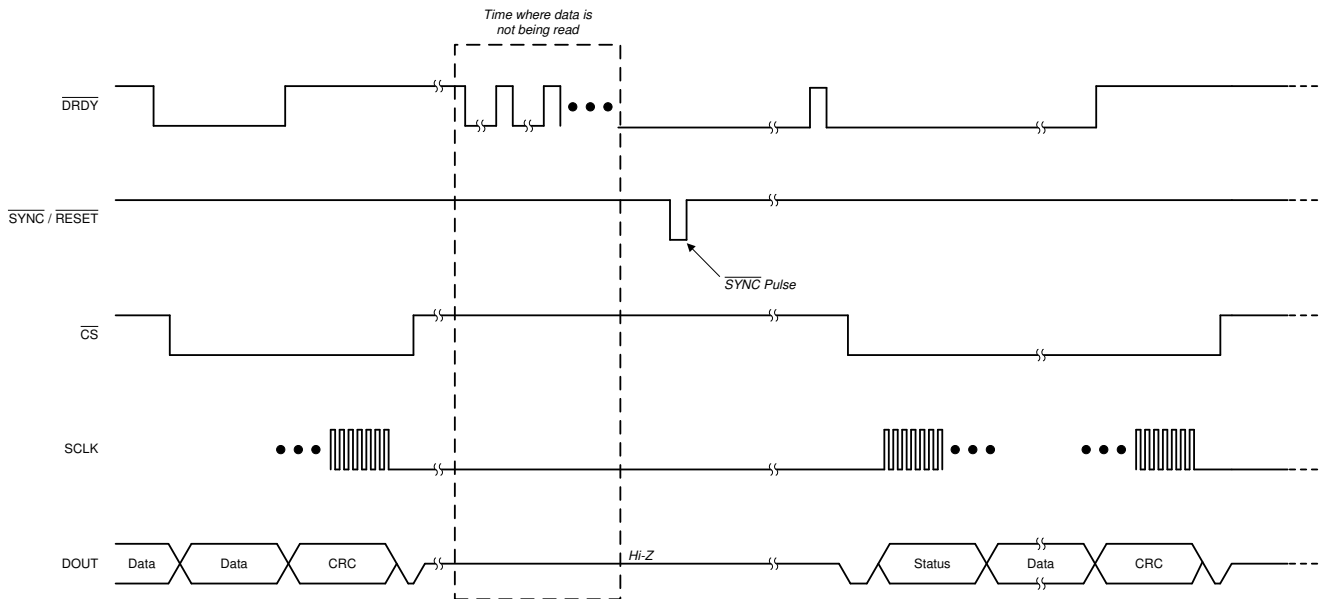 Time where data is
not being read
DRDY
SYNC / RESET
SYNC Pulse
CS
SCLK
DOUT
Data
Data
CRC
Hi-Z
Status
Data
CRC